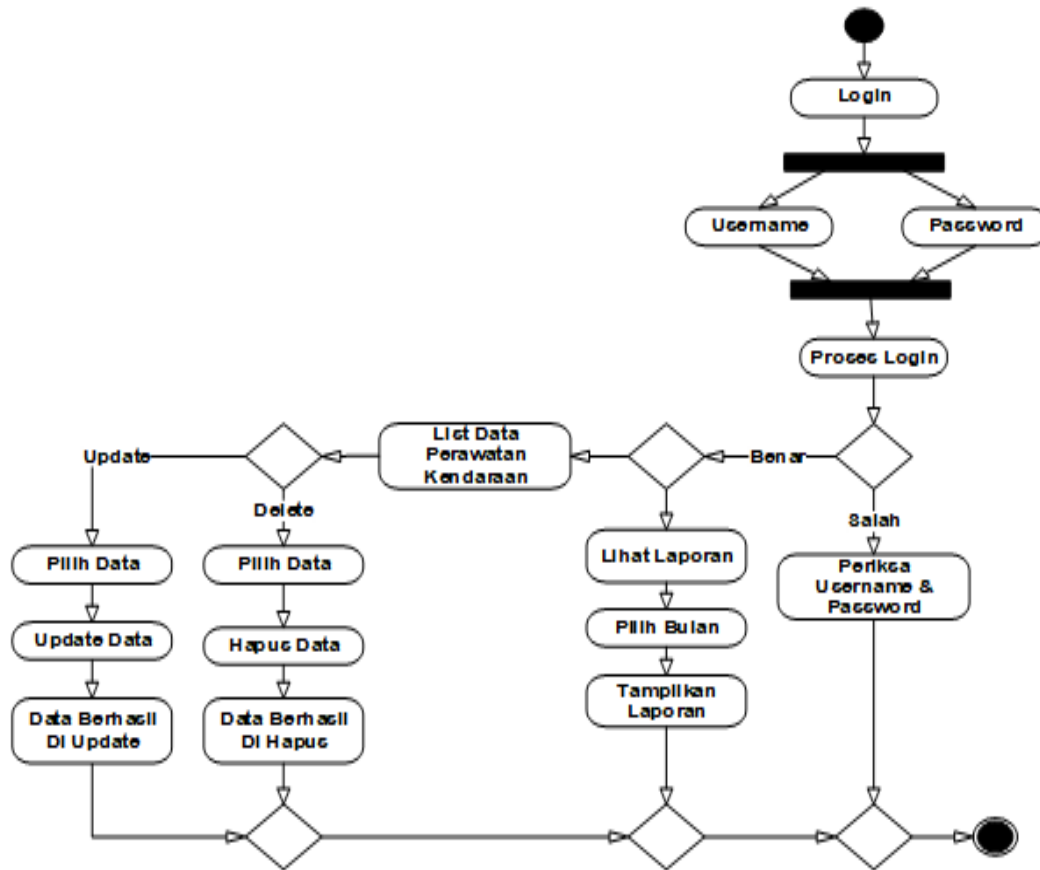 Login
Username
Password
Proses Login
Benar
Salah
List Data
Perawatan
Kendaraan
Update
Delete
Pilih Data
Pilih Data
Lihat Laporan
Periksa
Username &
Password
Update Data
Hapus Data
Pilih Bulan
Data Berhasil
Di Update
Data Berhasil
Di Hapus
Tampilkan
Laporan